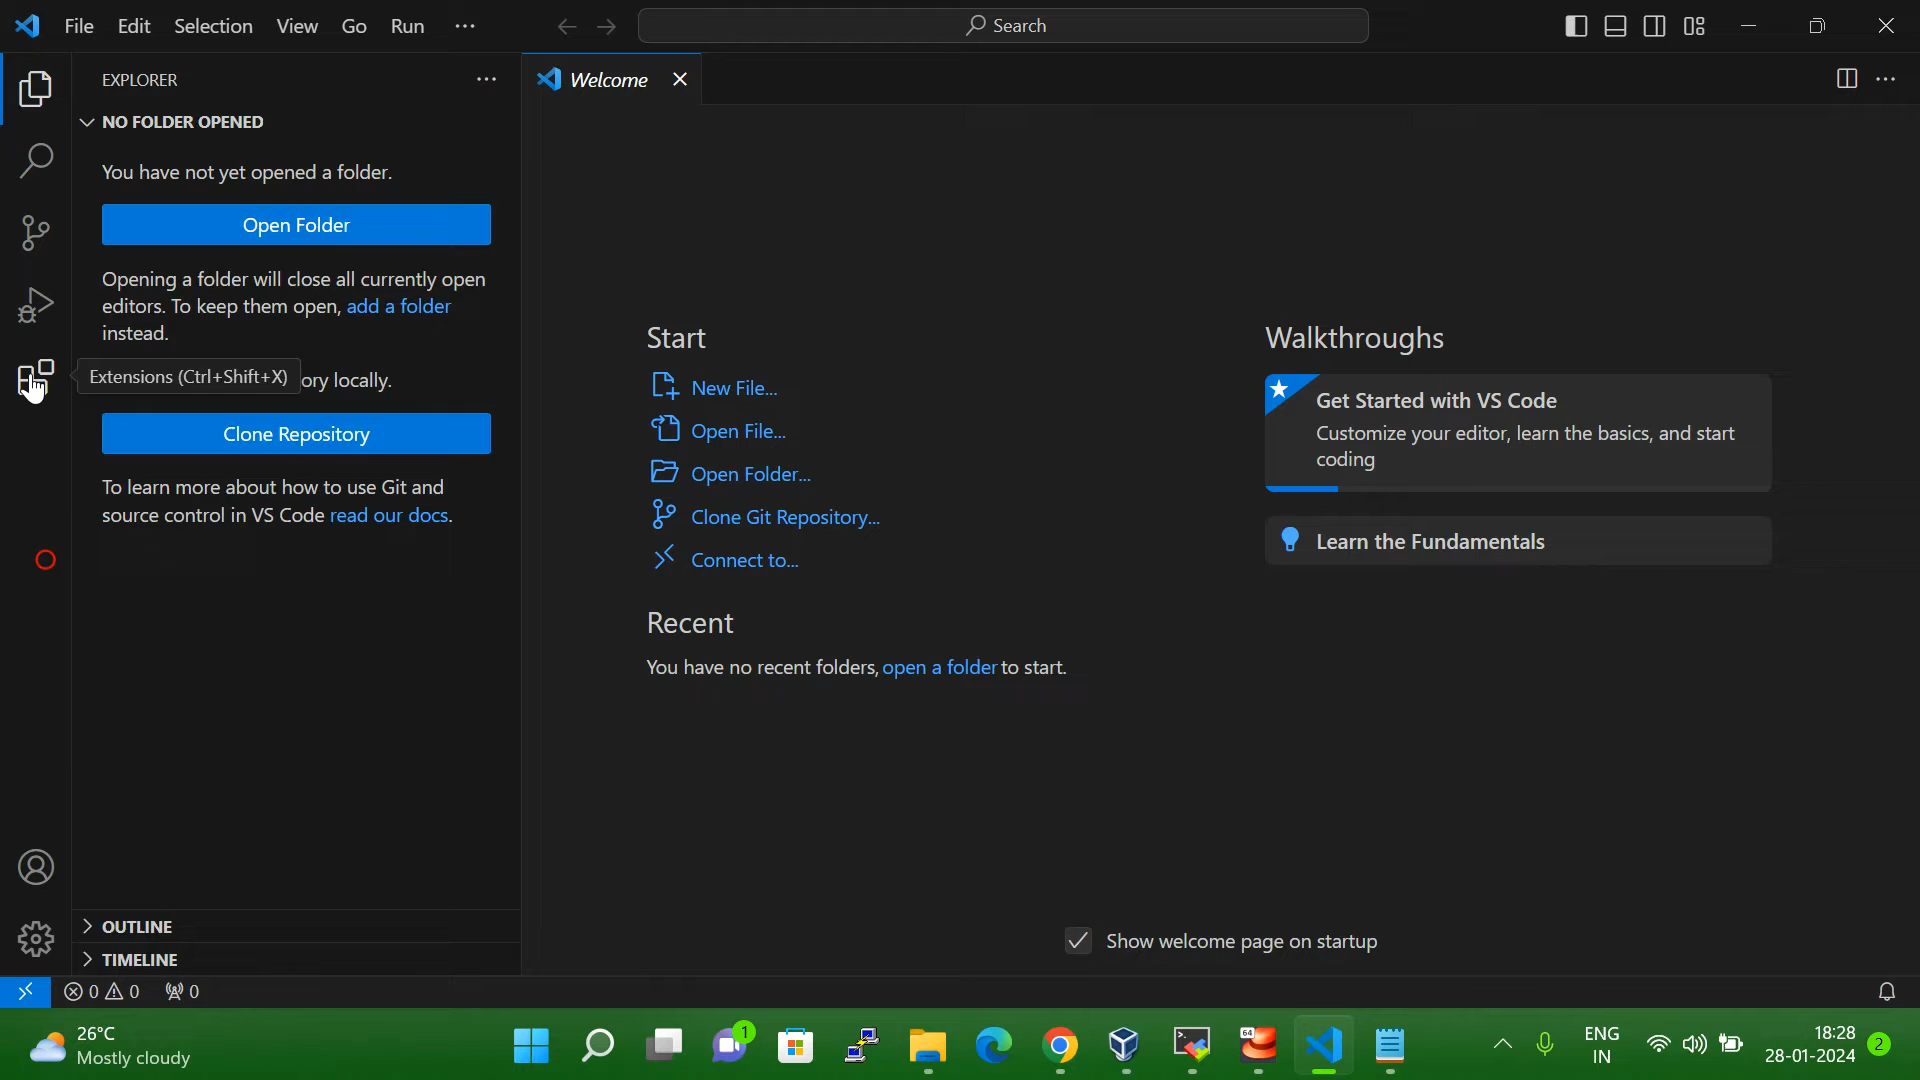 File Edit Selection View Go Run ···
Search
EXPLORER ···
NO FOLDER OPENED
You have not yet opened a folder.
Open Folder
Opening a folder will close all currently open
editors. To keep them open, add a folder
instead.
Extensions (Ctrl+Shift+X)
ory locally.
Clone Repository
To learn more about how to use Git and
source control in VS Code read our docs.
OUTLINE
TIMELINE
Welcome
Start
New File...
Open File...
Open Folder...
Clone Git Repository...
Connect to...
Recent
You have no recent folders, open a folder to start.
Walkthroughs
Get Started with VS Code
Customize your editor, learn the basics, and start
coding
Learn the Fundamentals
Show welcome page on startup
0 0 0
26°C
Mostly cloudy
1
64
ENG
IN
18:28
28-01-2024
2